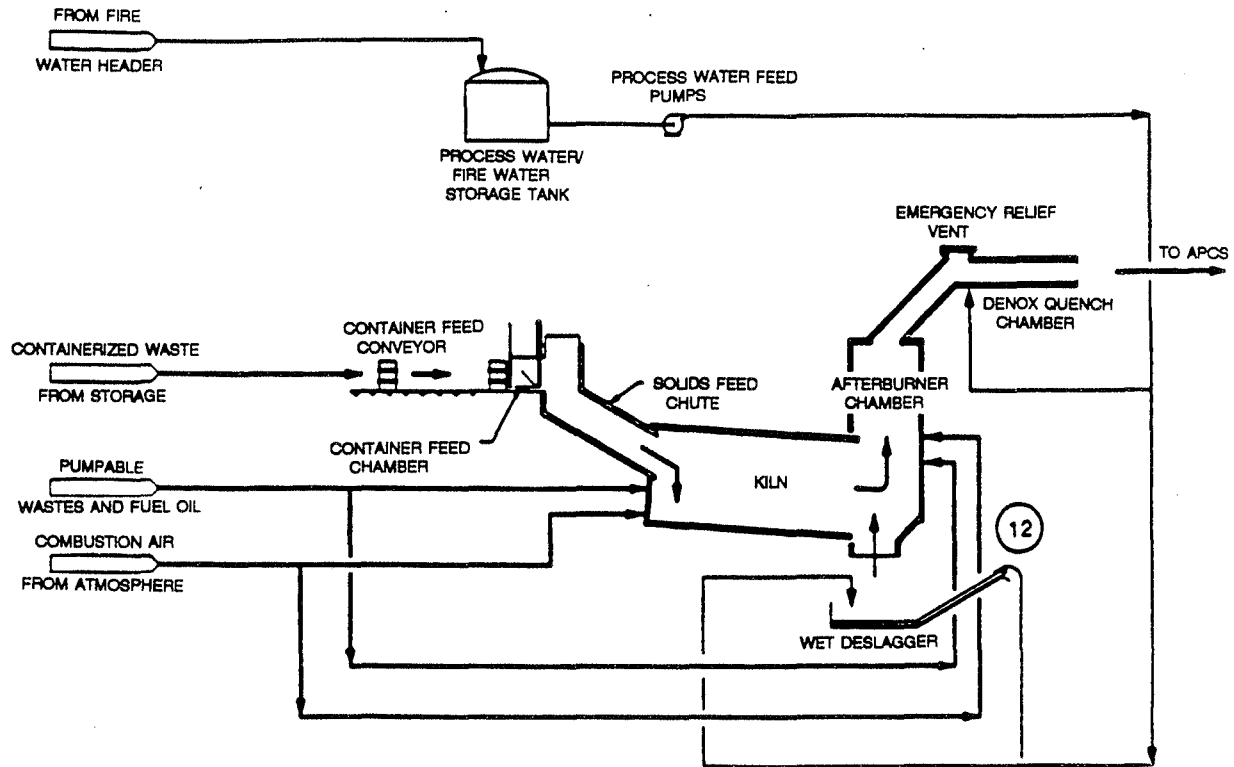 FROM FIRE
WATER HEADER
PROCESS WATER FEED
PUMPS
PROCESS WATER/
FIRE WATER
STORAGE TANK
EMERGENCY RELIEF
VENT
TO APCS
DENOX QUENCH
CHAMBER
CONTAINER FEED
CONVEYOR
CONTAINERIZED WASTE
FROM STORAGE
SOLIDS FEED
CHUTE
AFTERBURNER
CHAMBER
CONTAINER FEED
CHAMBER
PUMPABLE
WASTES AND FUEL OIL
KILN
COMBUSTION AIR
FROM ATMOSPHERE
12
WET DESLAGGER